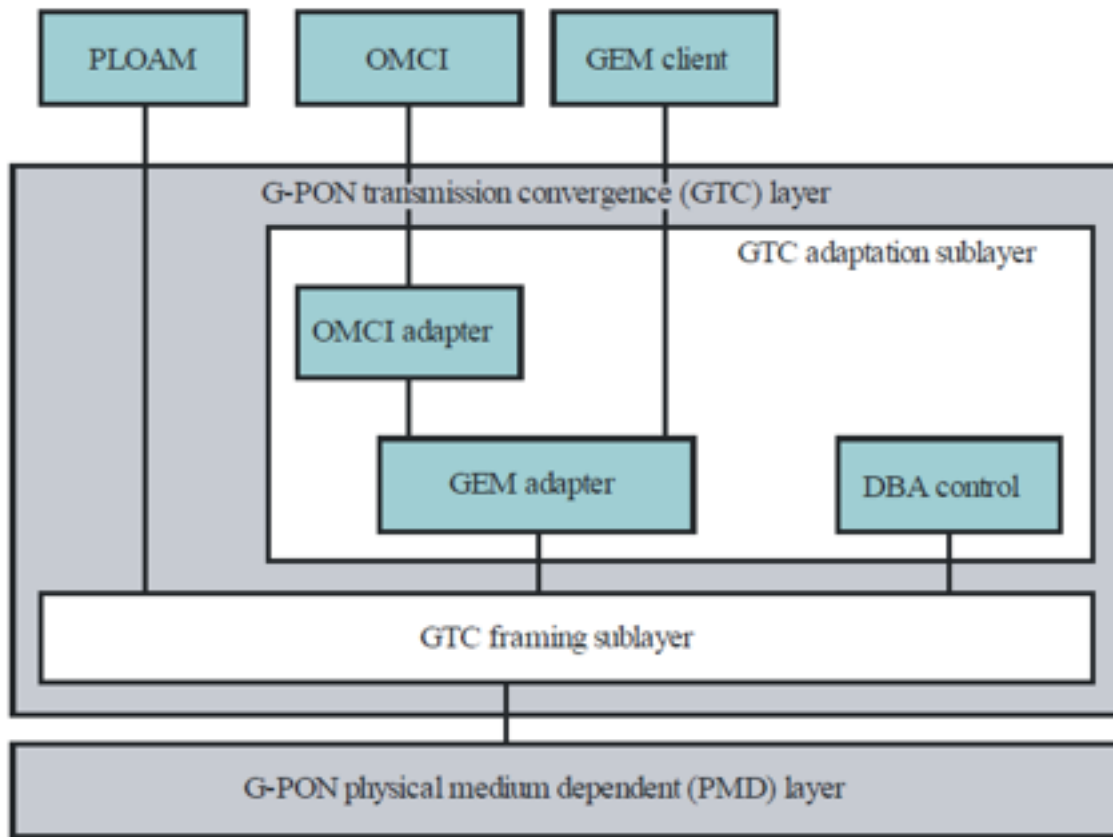 PLOAM
OMCI
GEM client
G-PON transmission convergence (GTC) layer
GTC adaptation sublayer
OMCI adapter
GEM adapter
DBA control
GTC framing sublayer
G-PON physical medium dependent (PMD) layer